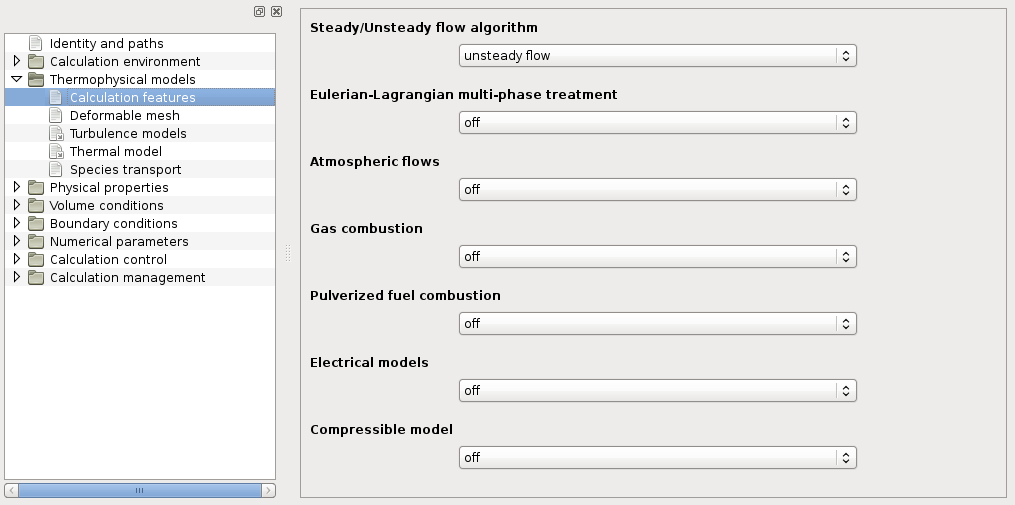 Identity and paths
Calculation environment
Thermophysical models
Calculation features
Deformable mesh
Turbulence models
Thermal model
Species transport
Physical properties
Volume conditions
Boundary conditions
Numerical parameters
Calculation control
Calculation management
Steady/Unsteady flow algorithm
unsteady flow
Eulerian-Lagrangian multi-phase treatment
off
Atmospheric flows
off
Gas combustion
off
Pulverized fuel combustion
off
Electrical models
off
Compressible model
off